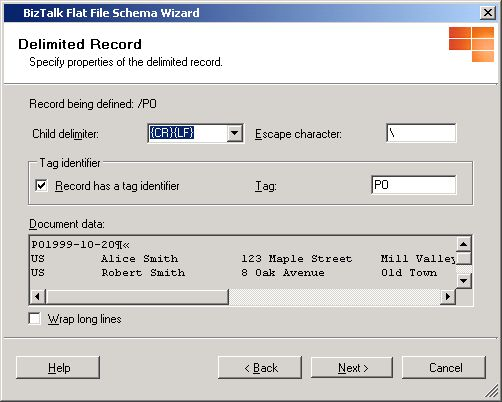 BizTalk Flat File Schema Wizard
Delimited Record
Specify properties of the delimited record.
Record being defined: /PO
Child delimiter: {CR}{LF} Escape character: \
Tag identifier
Record has a tag identifier Tag: PO
Document data:
PO1999-10-20¶«
US Alice Smith 123 Maple Street Mill Valley
US Robert Smith 8 Oak Avenue Old Town
Wrap long lines
Help < Back Next > Cancel